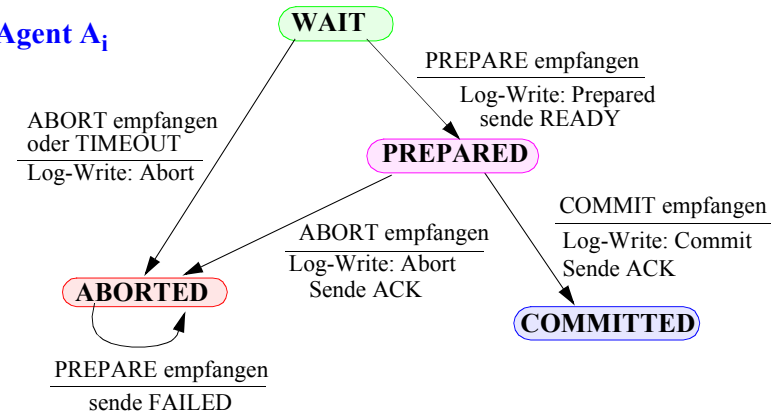 Agent Ai
WAIT
PREPARE empfangen
Log-Write: Prepared
sende READY
ABORT empfangen
oder TIMEOUT
Log-Write: Abort
PREPARED
COMMIT empfangen
Log-Write: Commit
Sende ACK
ABORT empfangen
Log-Write: Abort
Sende ACK
ABORTED
COMMITTED
PREPARE empfangen
sende FAILED